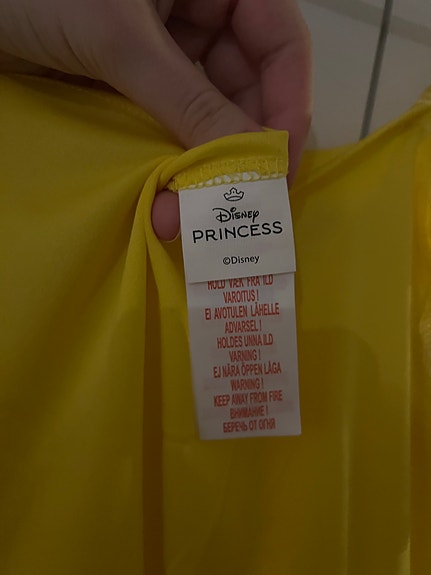 Disney
PRINCESS
©Disney
HOLD VÆK FRA ILD
VAROITUS !
EJ AVOTULEN LÄHELLE
ADVARSEL !
HOLDES UNNA ILD
VARNING !
EJ NÄRA ÖPPEN LÅGA
WARNING !
KEEP AWAY FROM FIRE
ВНИМАНИЕ !
БЕРЕЧЬ ОТ ОГНЯ